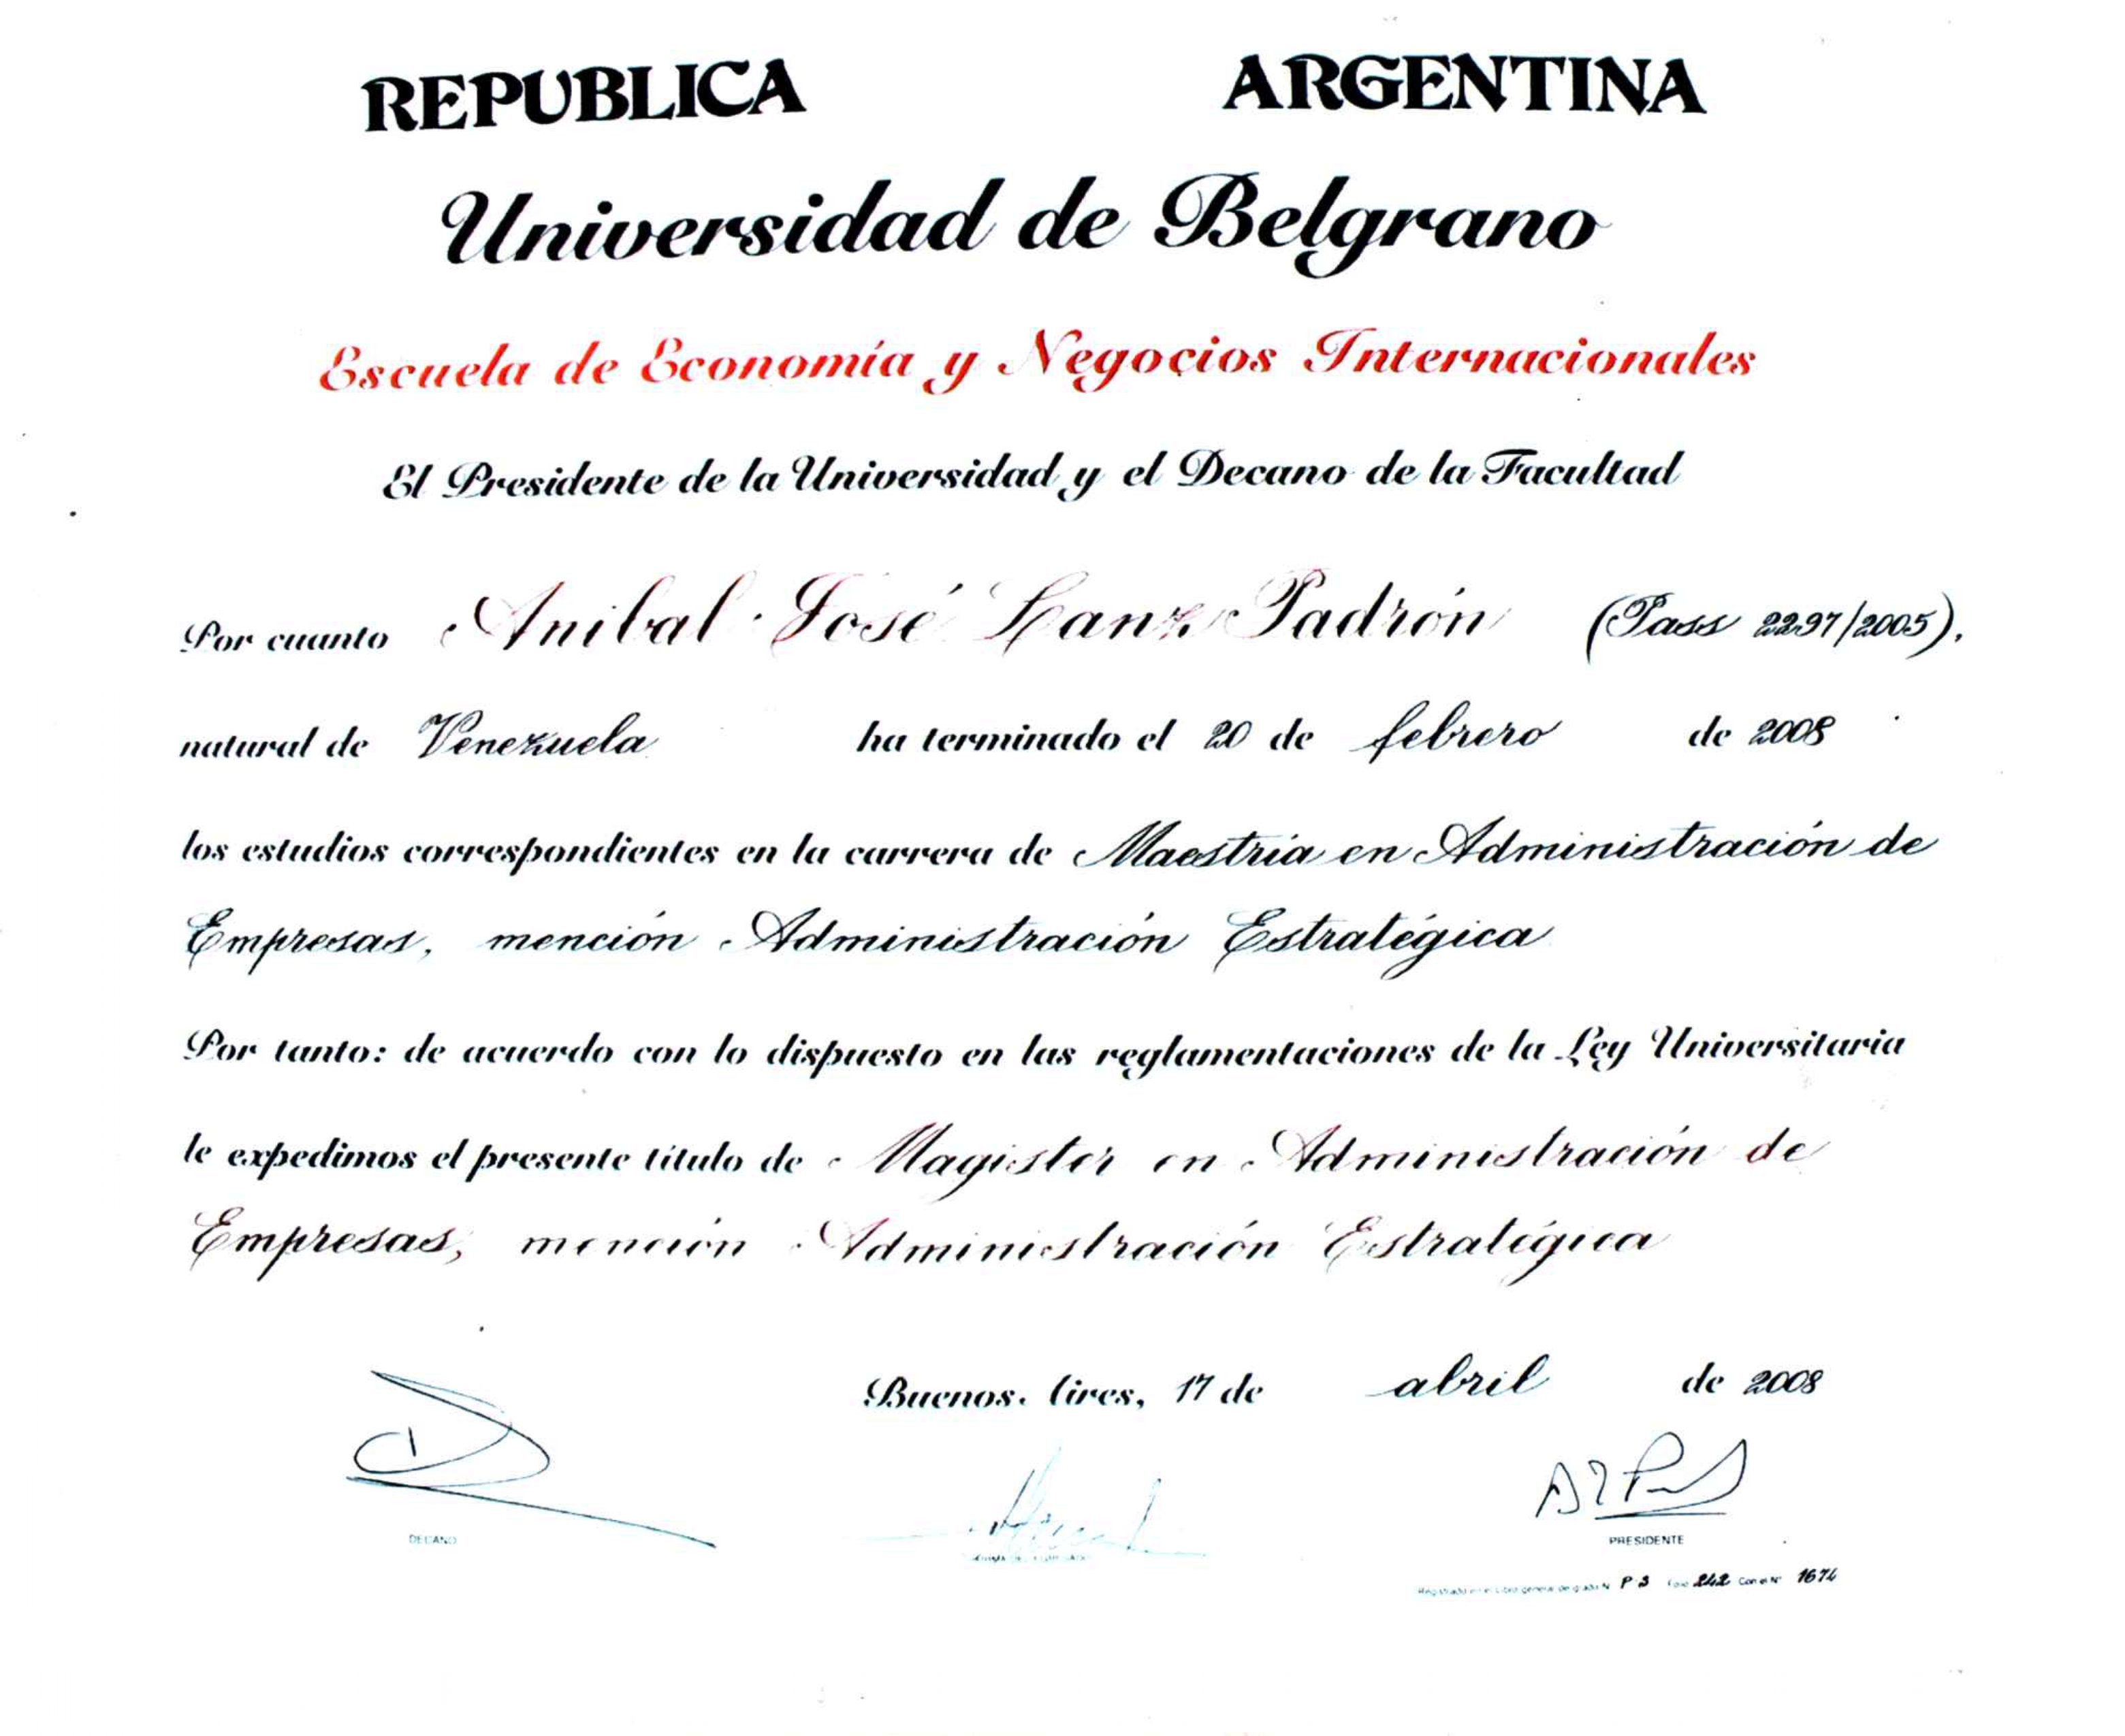 REPUBLICA ARGENTINA
Universidad de Belgrano
Escuela de Economía y Negocios Internacionales
El Presidente de la Universidad y el Decano de la Facultad
Por cuanto Anibal José Lanz Padrón (Pass 2297/2005).
natural de Venezuela ha terminado el 20 de febrero de 2008
los estudios correspondientes en la carrera de Maestría en Administración de
Empresas, mención Administración Estratégica
Por tanto: de acuerdo con lo dispuesto en las reglamentaciones de la Ley Universitaria
le expedimos el presente título de Magister en Administración de
Empresas, mención Administración Estratégica
Buenos Aires, 17 de abril de 2008
DECANO
PRESIDENTE
Registrado en el Libro general de grado N P 3 Folio 242 Con el Nº 1674